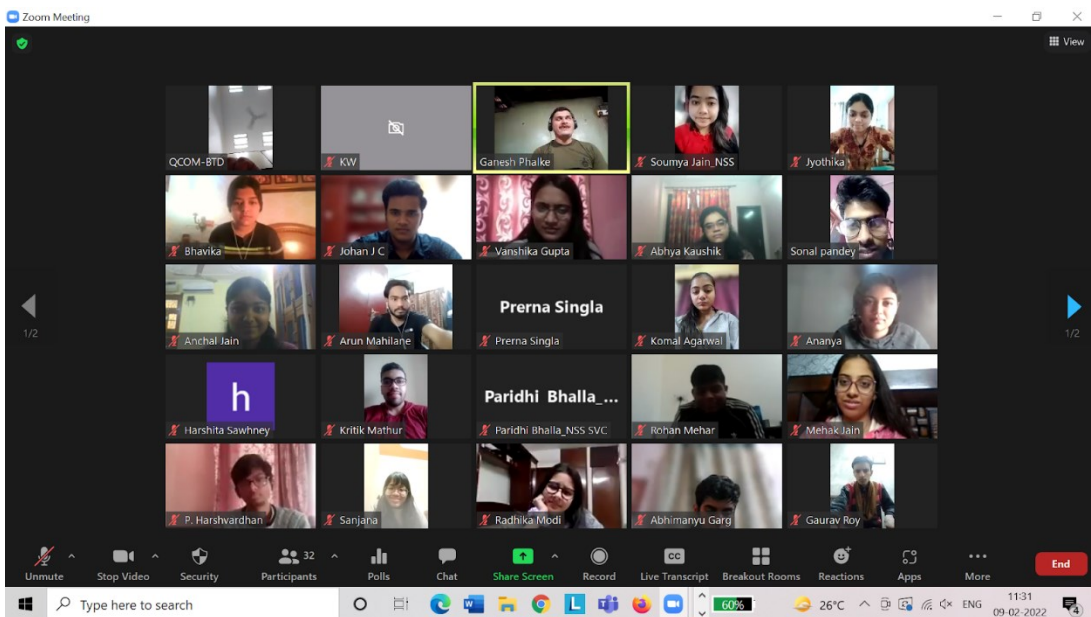 Zoom Meeting
View
QCOM-BTD
KW
Ganesh Phalke
Soumya Jain_NSS
Jyothika
Bhavika
Johan J C
Vanshika Gupta
Abhya Kaushik
Sonal pandey
1/2
1/2
Anchal Jain
Arun Mahilane
Prerna Singla
Prerna Singla
Komal Agarwal
Ananya
h
Harshita Sawhney
Kritik Mathur
Paridhi Bhalla_...
Paridhi Bhalla_NSS SVC
Rohan Mehar
Mehak Jain
P. Harshvardhan
Sanjana
Radhika Modi
Abhimanyu Garg
Gaurav Roy
Unmute
Stop Video
Security
32
Participants
Polls
Chat
Share Screen
Record
CC
Live Transcript
Breakout Rooms
Reactions
Apps
More
End
Type here to search
60%
26°C
ENG
11:31
09-02-2022
4